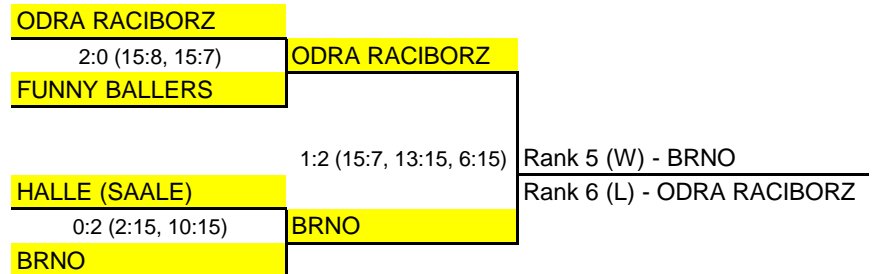 ODRA RACIBORZ
2:0 (15:8, 15:7)
ODRA RACIBORZ
FUNNY BALLERS
1:2 (15:7, 13:15, 6:15)
Rank 5 (W) - BRNO
HALLE (SAALE)
Rank 6 (L) - ODRA RACIBORZ
0:2 (2:15, 10:15)
BRNO
BRNO